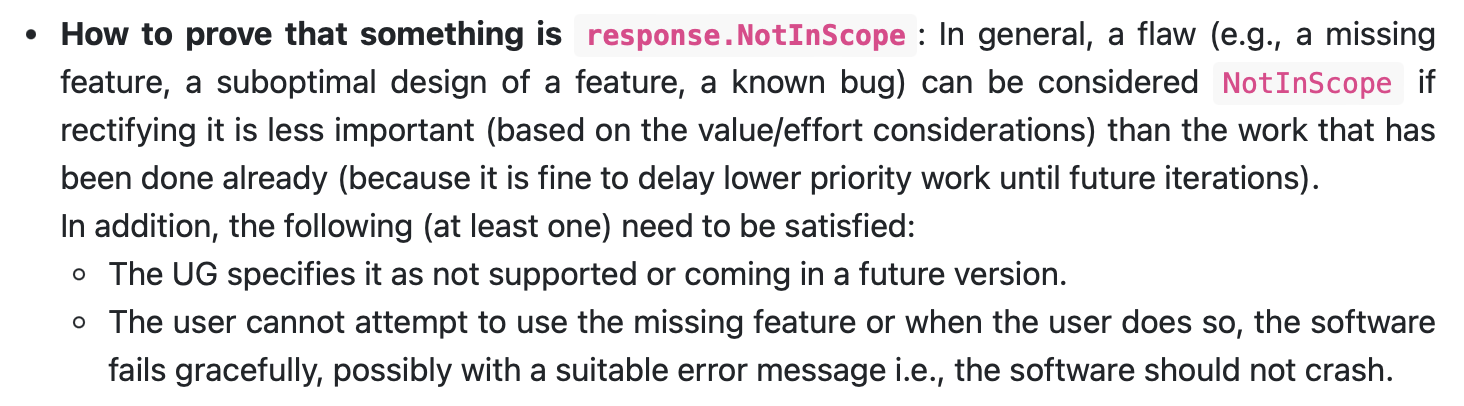 • How to prove that something is response.NotInScope : In general, a flaw (e.g., a missing
feature, a suboptimal design of a feature, a known bug) can be considered NotInScope if
rectifying it is less important (based on the value/effort considerations) than the work that has
been done already (because it is fine to delay lower priority work until future iterations).
In addition, the following (at least one) need to be satisfied:
◦ The UG specifies it as not supported or coming in a future version.
◦ The user cannot attempt to use the missing feature or when the user does so, the software
fails gracefully, possibly with a suitable error message i.e., the software should not crash.